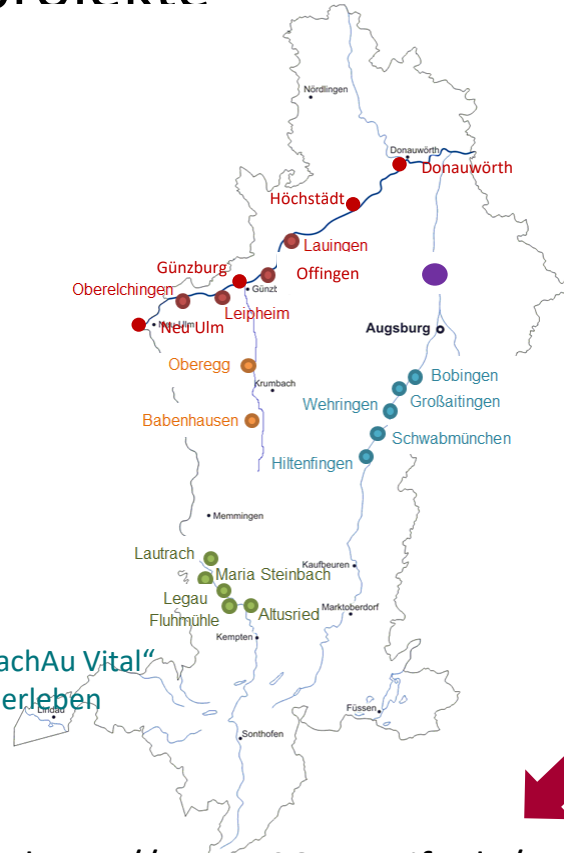 Nördlingen
Donauwörth
Donauwörth
Höchstädt
Lauingen
Günzburg
Offingen
Oberelchingen
Günzt
Leipheim
Neu Ulm
Augsburg
Oberegg
Bobingen
Krumbach
Wehringen
Großaitingen
Babenhausen
Schwabmünchen
Hiltenfingen
Memmingen
Lautrach
Kaufbeuren
Maria Steinbach
Legau
Marktoberdorf
Altusried
Fluhmühle
Kempten
achAu Vital“
erleben
Lindau
Füssen
Sonthofen